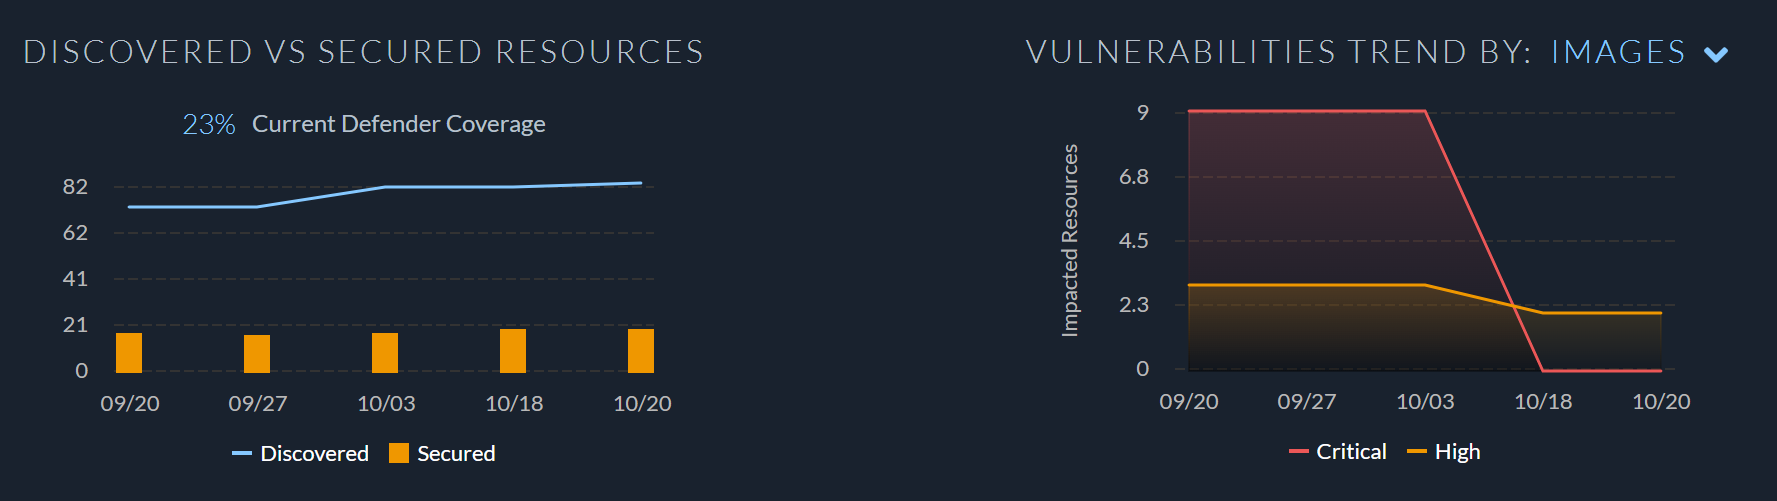 DISCOVERED VS SECURED RESOURCES
23% Current Defender Coverage
82
62
41
21
0
09/20 09/27 10/03 10/18 10/20
Discovered Secured
VULNERABILITIES TREND BY: IMAGES
Impacted Resources
9
6.8
4.5
2.3
0
09/20 09/27 10/03 10/18 10/20
Critical High